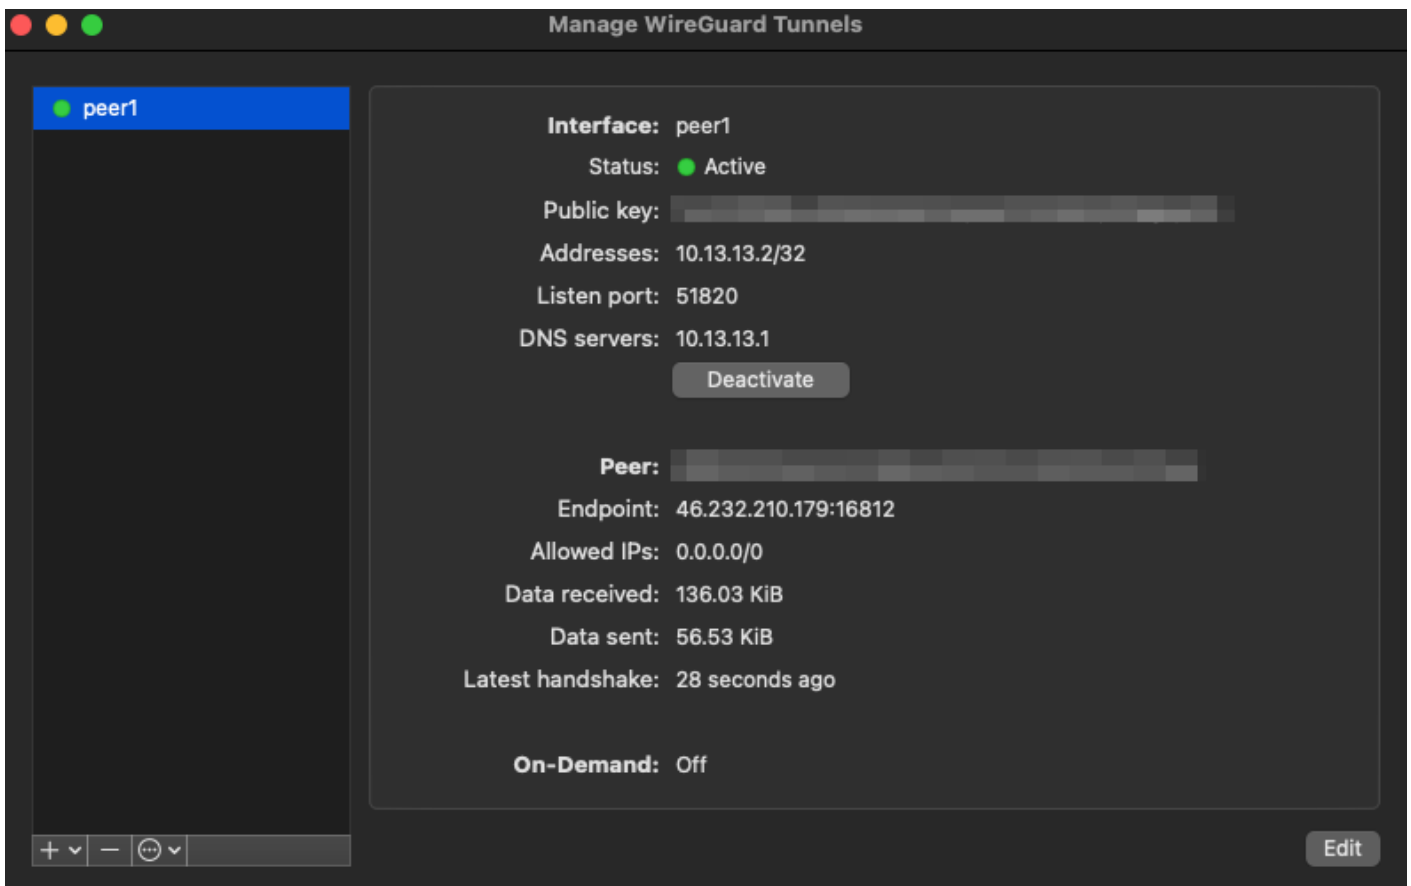 Manage WireGuard Tunnels
peer1
Interface: peer1
Status: Active
Public key:
Addresses: 10.13.13.2/32
Listen port: 51820
DNS servers: 10.13.13.1
Deactivate
Peer:
Endpoint: 46.232.210.179:16812
Allowed IPs: 0.0.0.0/0
Data received: 136.03 KiB
Data sent: 56.53 KiB
Latest handshake: 28 seconds ago
On-Demand: Off
Edit